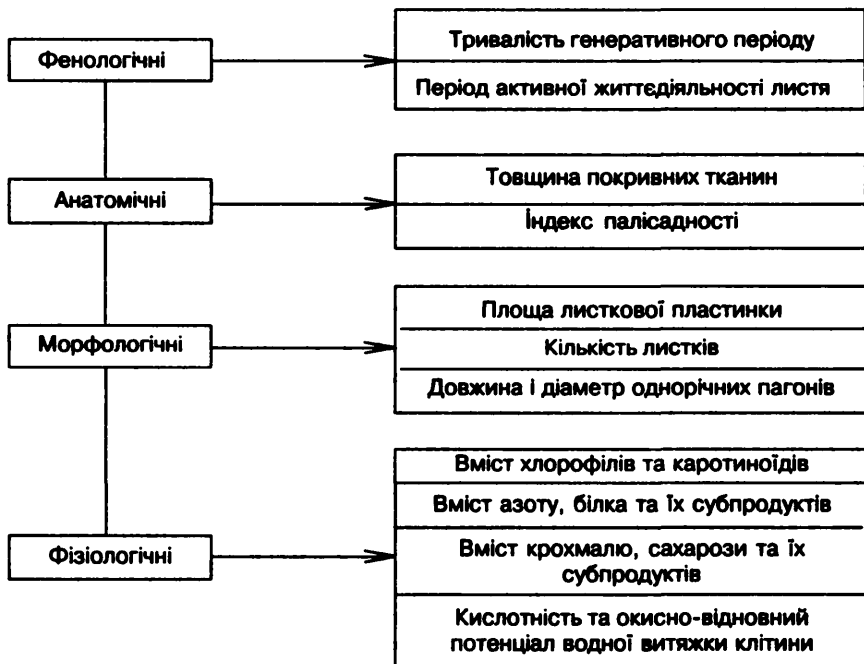 Фенологічні
Тривалість генеративного періоду
Період активної життєдіяльності листя
Анатомічні
Товщина покривних тканин
Індекс палісадності
Морфологічні
Площа листкової пластинки
Кількість листків
Довжина і діаметр однорічних пагонів
Фізіологічні
Вміст хлорофілів та каротиноїдів
Вміст азоту, білка та їх субпродуктів
Вміст крохмалю, сахарози та їх
субпродуктів
Кислотність та окисно-відновний
потенціал водної витяжки клітини